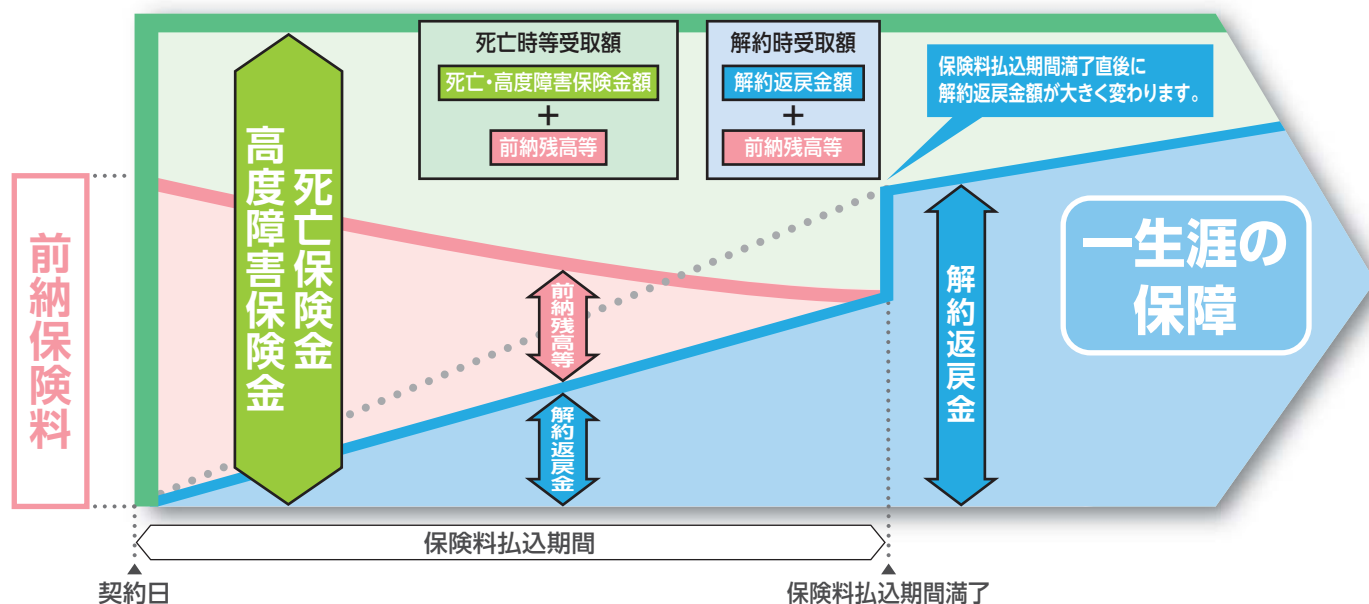 死亡時等受取額
死亡・高度障害保険金額
+
前納残高等
解約時受取額
解約返戻金額
+
前納残高等
保険料払込期間満了直後に
解約返戻金額が大きく変わります。
前納保険料
死亡保険金
高度障害保険金
前納残高等
解約返戻金
解約返戻金
一生涯の
保障
保険料払込期間
契約日
保険料払込期間満了